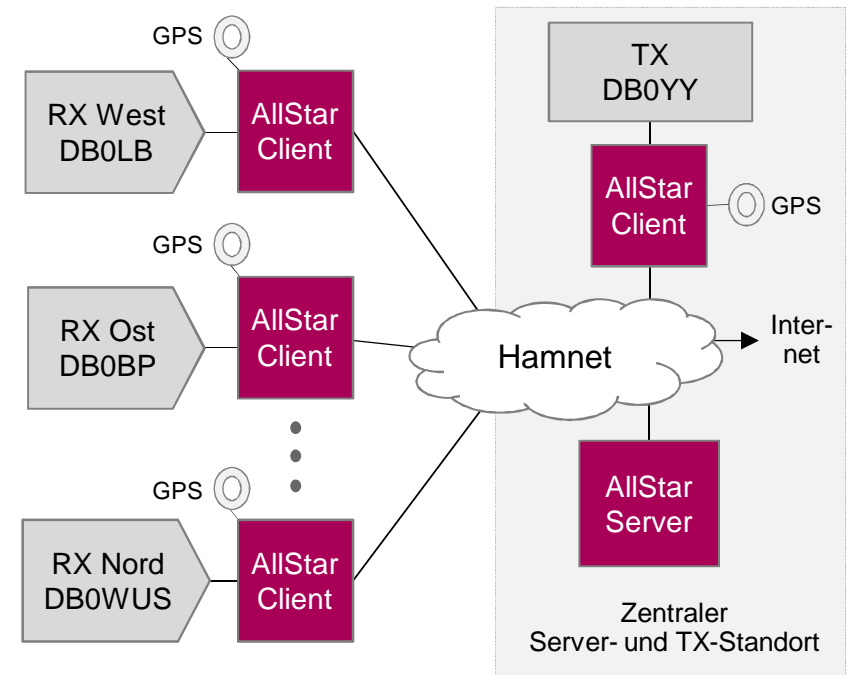 GPS
RX West
DB0LB
AllStar
Client
GPS
RX Ost
DB0BP
AllStar
Client
GPS
RX Nord
DB0WUS
AllStar
Client
Hamnet
TX
DB0YY
AllStar
Client
GPS
Inter-
net
AllStar
Server
Zentraler
Server- und TX-Standort